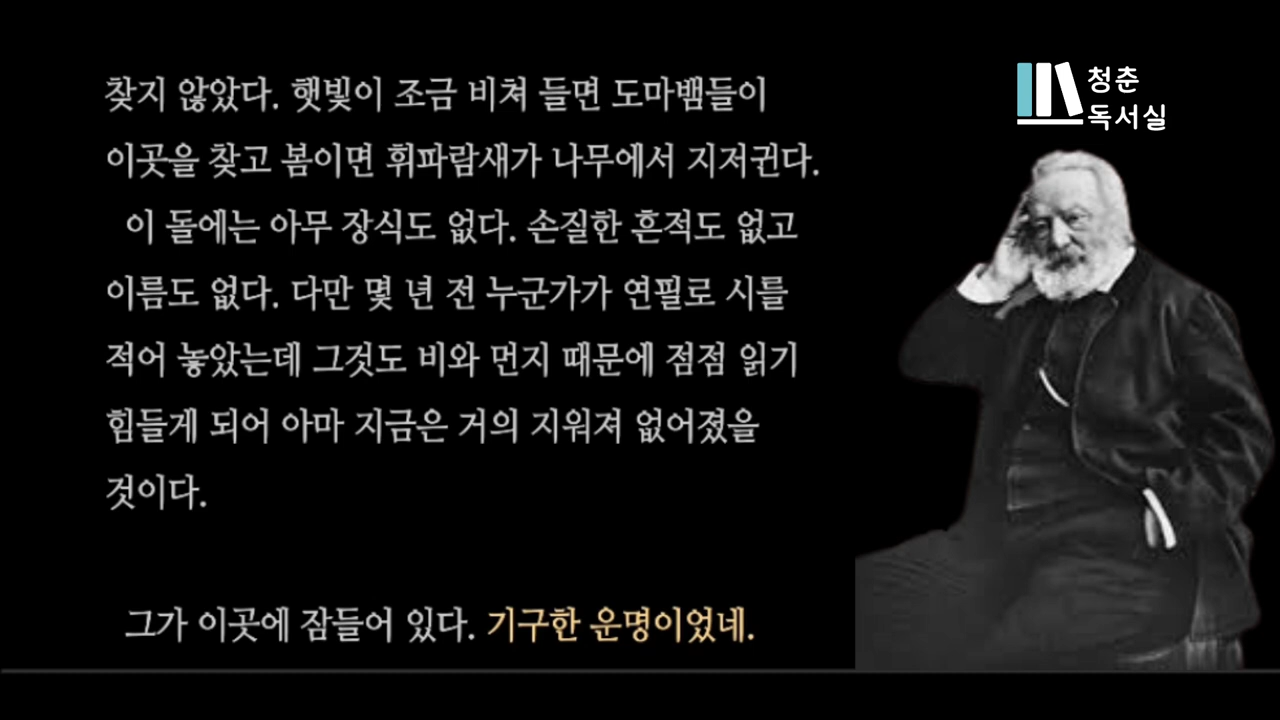 찾지 않았다. 햇빛이 조금 비쳐 들면 도마뱀들이
이곳을 찾고 봄이면 휘파람새가 나무에서 지저귄다.
이 돌에는 아무 장식도 없다. 손질한 흔적도 없고
이름도 없다. 다만 몇 년 전 누군가가 연필로 시를
적어 놓았는데 그것도 비와 먼지 때문에 점점 읽기
힘들게 되어 아마 지금은 거의 지워져 없어졌을
것이다.
그가 이곳에 잠들어 있다. 기구한 운명이었네.
청춘
독서실